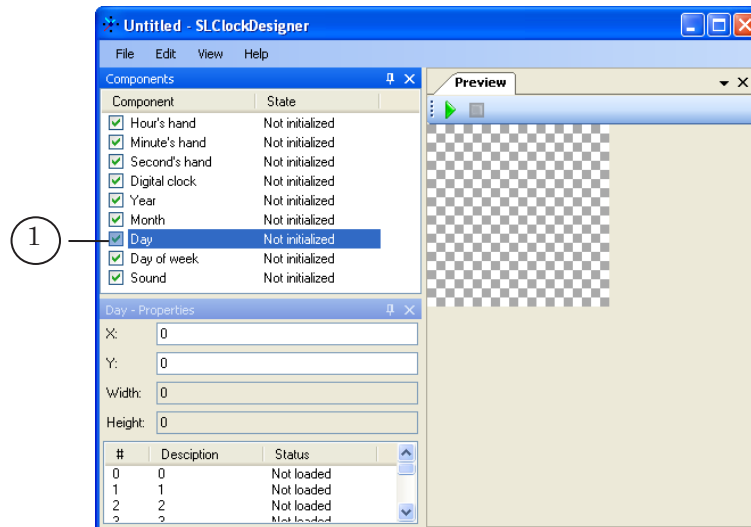 Untitled - SLClockDesigner
File Edit View Help
Components
Component State
Hour's hand Not initialized
Minute's hand Not initialized
Second's hand Not initialized
Digital clock Not initialized
Year Not initialized
Month Not initialized
1
Day Not initialized
Day of week Not initialized
Sound Not initialized
Day - Properties
X: 0
Y: 0
Width: 0
Height: 0
# Desciption Status
0 0 Not loaded
1 1 Not loaded
2 2 Not loaded
Preview